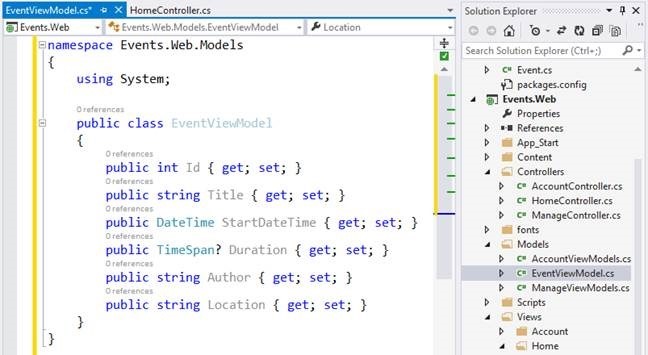 EventViewModel.cs* HomeController.cs
Events.Web Events.Web.Models.EventViewModel Location
namespace Events.Web.Models
{
using System;
0 references
public class EventViewModel
{
0 references
public int Id { get; set; }
0 references
public string Title { get; set; }
0 references
public DateTime StartDateTime { get; set; }
0 references
public TimeSpan? Duration { get; set; }
0 references
public string Author { get; set; }
0 references
public string Location { get; set; }
}
}
Solution Explorer
Search Solution Explorer (Ctrl+;)
C# Event.cs
packages.config
Events.Web
Properties
References
App_Start
Content
Controllers
C# AccountController.cs
C# HomeController.cs
C# ManageController.cs
fonts
Models
C# AccountViewModels.cs
C# EventViewModel.cs
C# ManageViewModels.cs
Scripts
Views
Account
Home